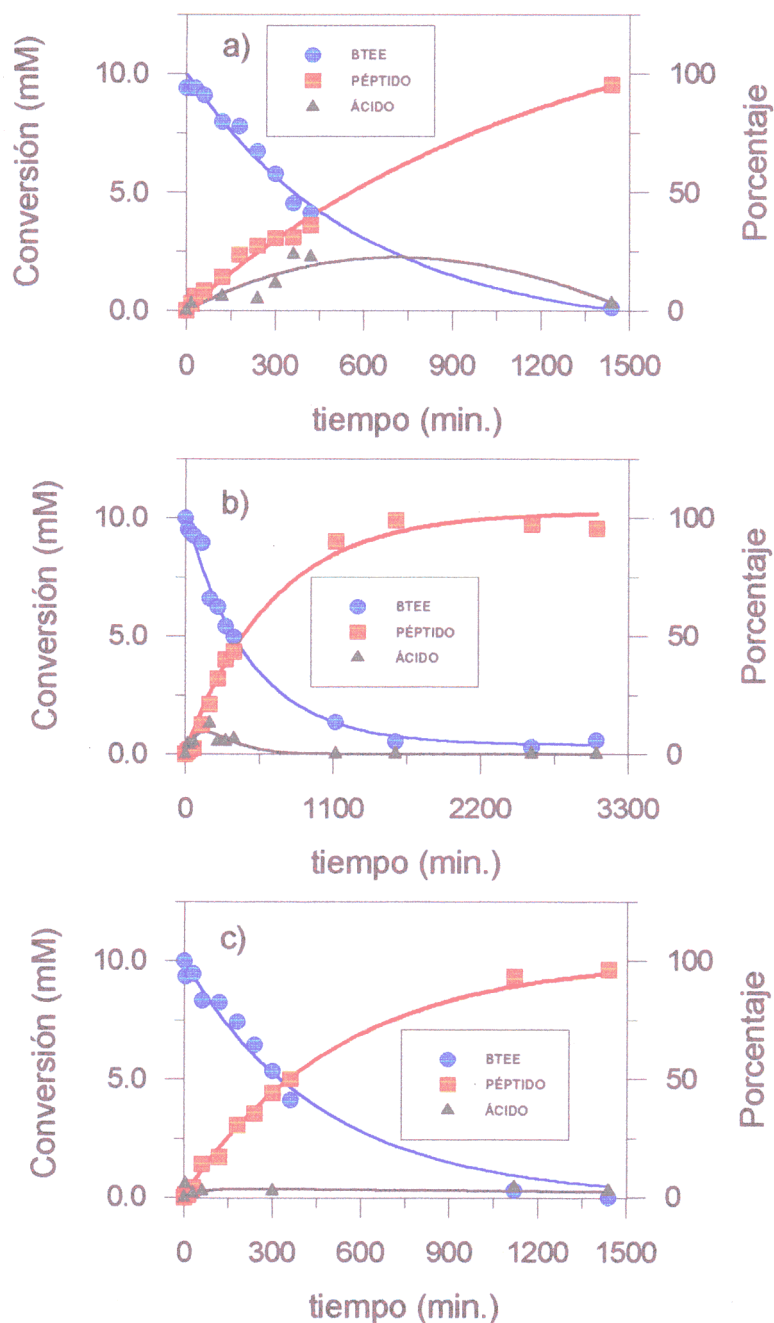 a)
BTEE
PÉPTIDO
ÁCIDO
Conversión (mM)
10.0
5.0
0.0
Porcentaje
100
50
0
0 300 600 900 1200 1500
tiempo (min.)
b)
BTEE
PÉPTIDO
ÁCIDO
Conversión (mM)
10.0
5.0
0.0
Porcentaje
100
50
0
0 1100 2200 3300
tiempo (min.)
c)
BTEE
PÉPTIDO
ÁCIDO
Conversión (mM)
10.0
5.0
0.0
Porcentaje
100
50
0
0 300 600 900 1200 1500
tiempo (min.)